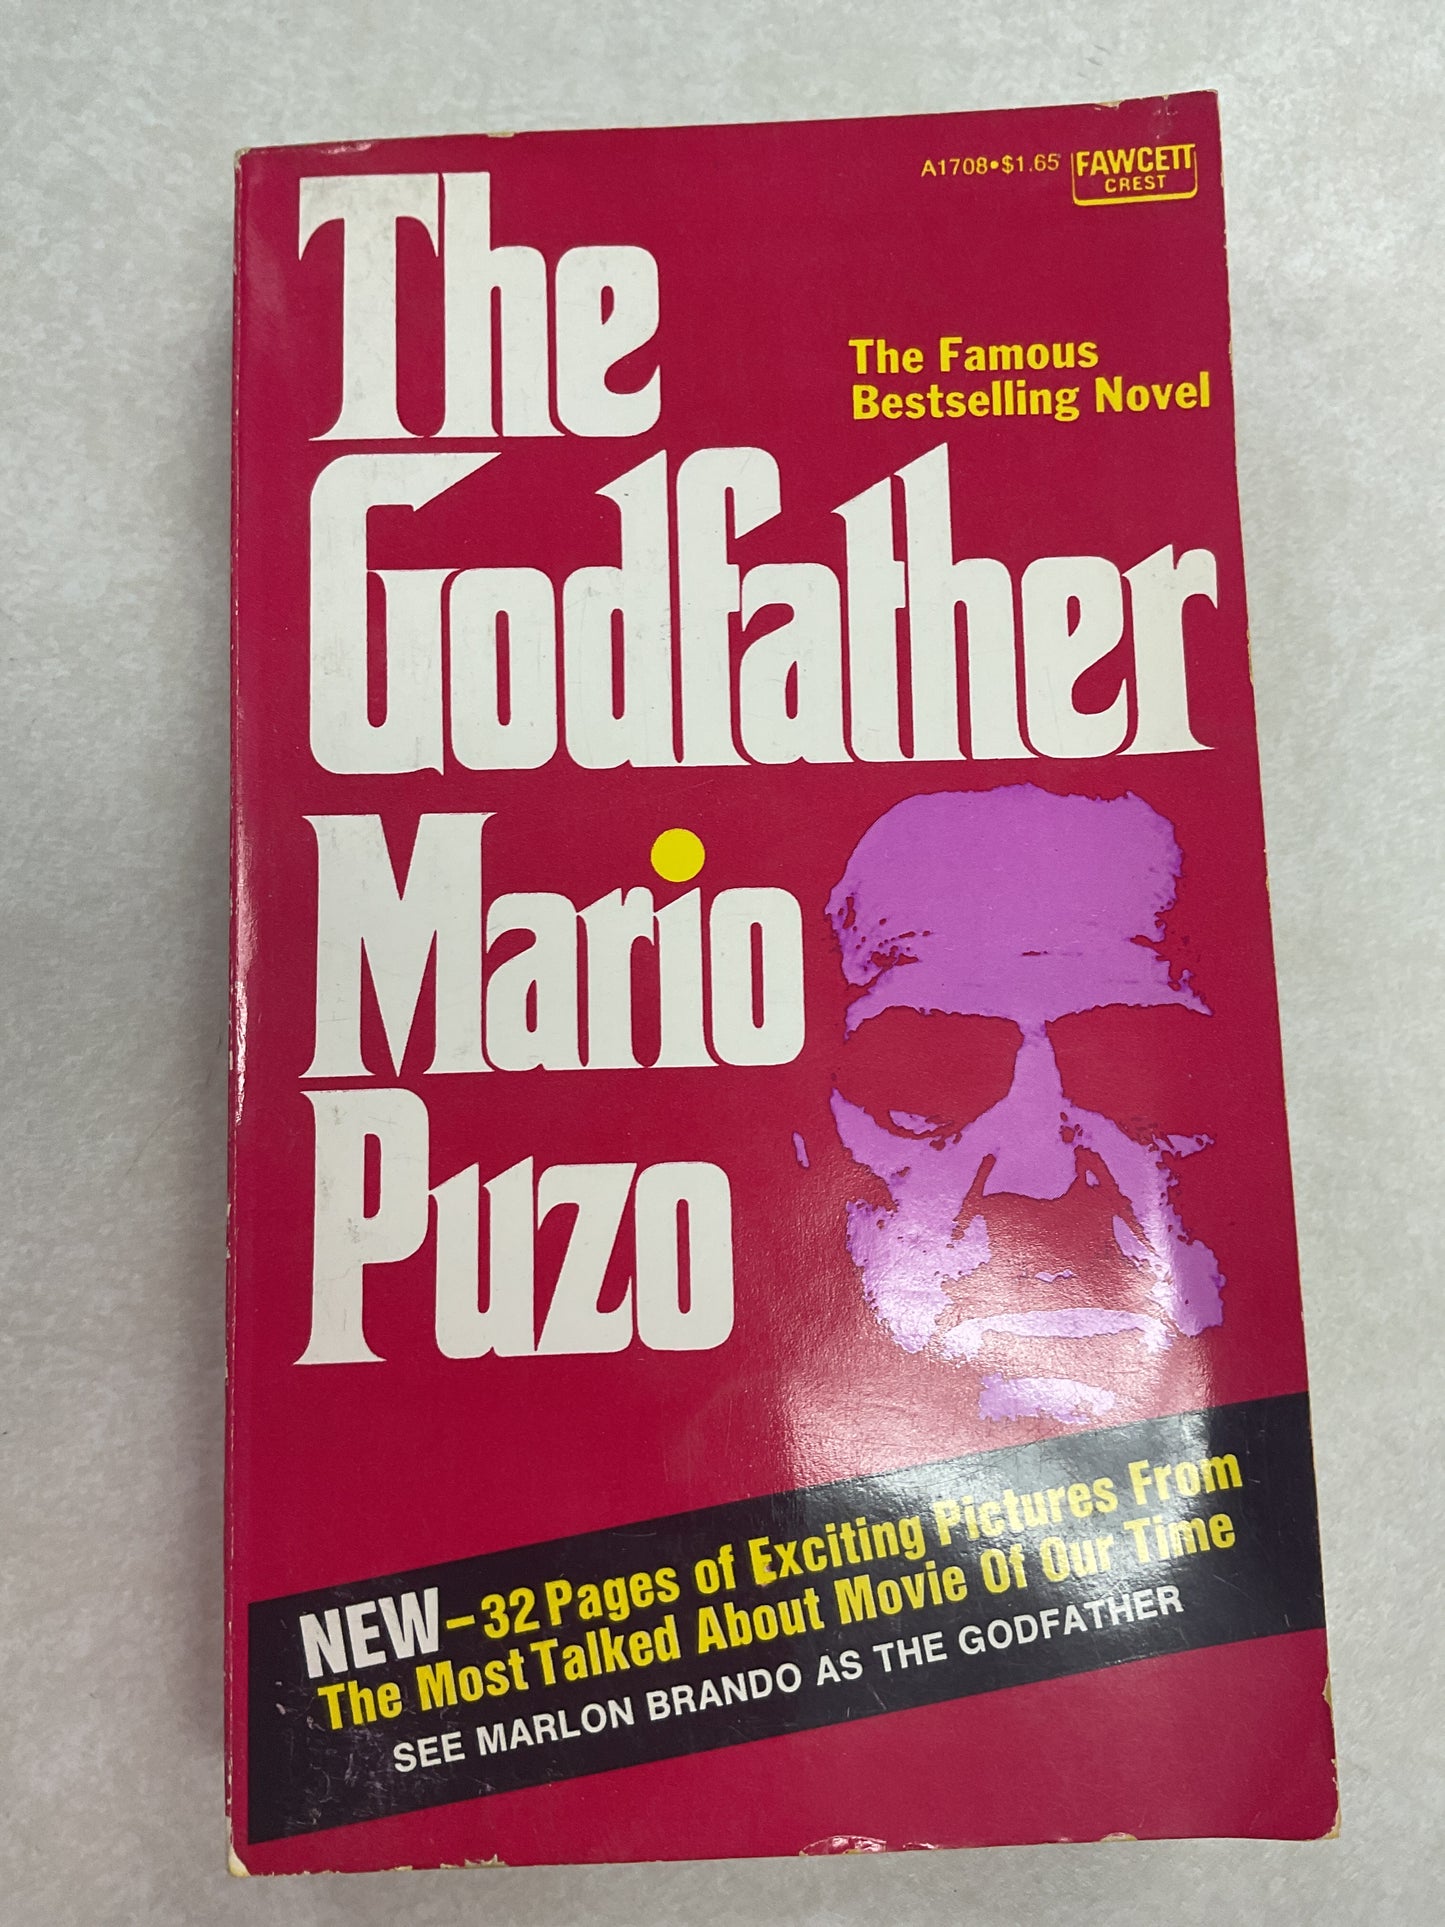 A1708•$1.65 FAWCETT
CREST
The
The Famous
Bestselling Novel
Godfather
Mario
Puzo
NEW–32 Pages of Exciting Pictures From
The Most Talked About Movie Of Our Time
SEE MARLON BRANDO AS THE GODFATHER